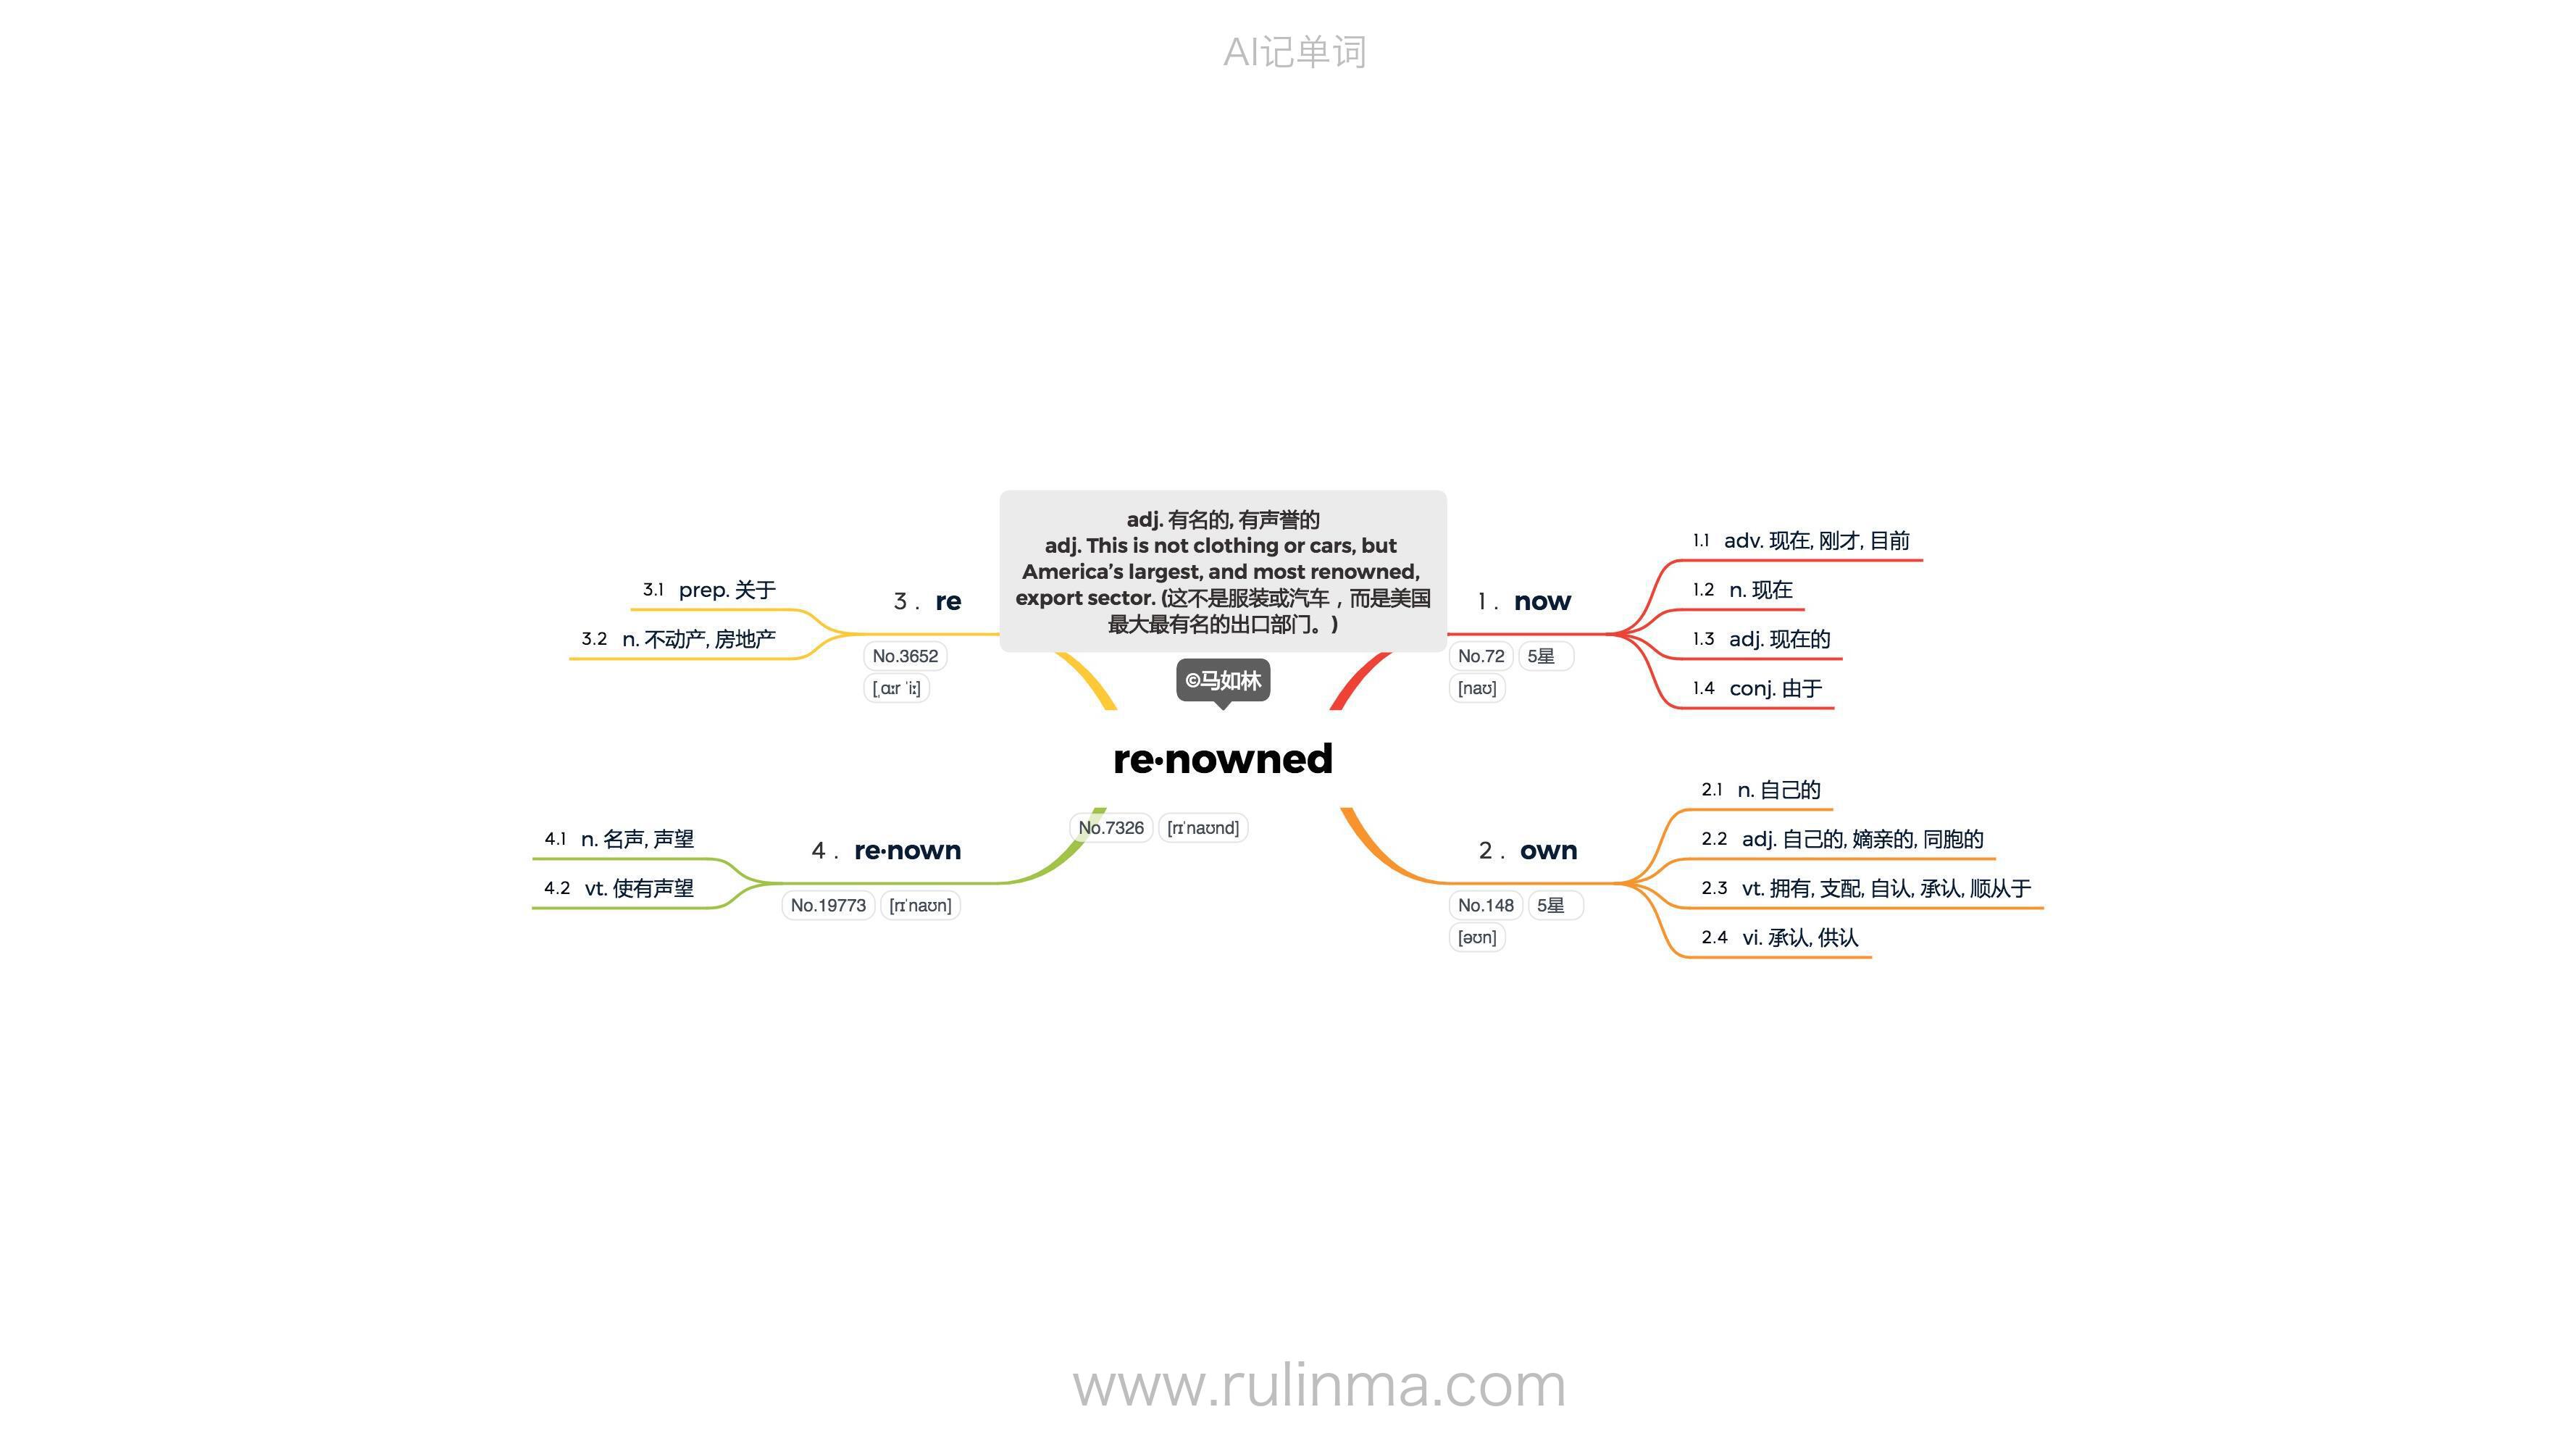 AI记单词
adj. 有名的, 有声誉的
adj. This is not clothing or cars, but
America’s largest, and most renowned,
export sector. (这不是服装或汽车，而是美国
最大最有名的出口部门。)
©马如林
re·nowned
No.7326 [rɪˈnaʊnd]
1. now
No.72 5星
[naʊ]
1.1 adv. 现在, 刚才, 目前
1.2 n. 现在
1.3 adj. 现在的
1.4 conj. 由于
2. own
No.148 5星
[əʊn]
2.1 n. 自己的
2.2 adj. 自己的, 嫡亲的, 同胞的
2.3 vt. 拥有, 支配, 自认, 承认, 顺从于
2.4 vi. 承认, 供认
3. re
No.3652
[ˌɑːr ˈiː]
3.1 prep. 关于
3.2 n. 不动产, 房地产
4. re·nown
No.19773 [rɪˈnaʊn]
4.1 n. 名声, 声望
4.2 vt. 使有声望
www.rulinma.com